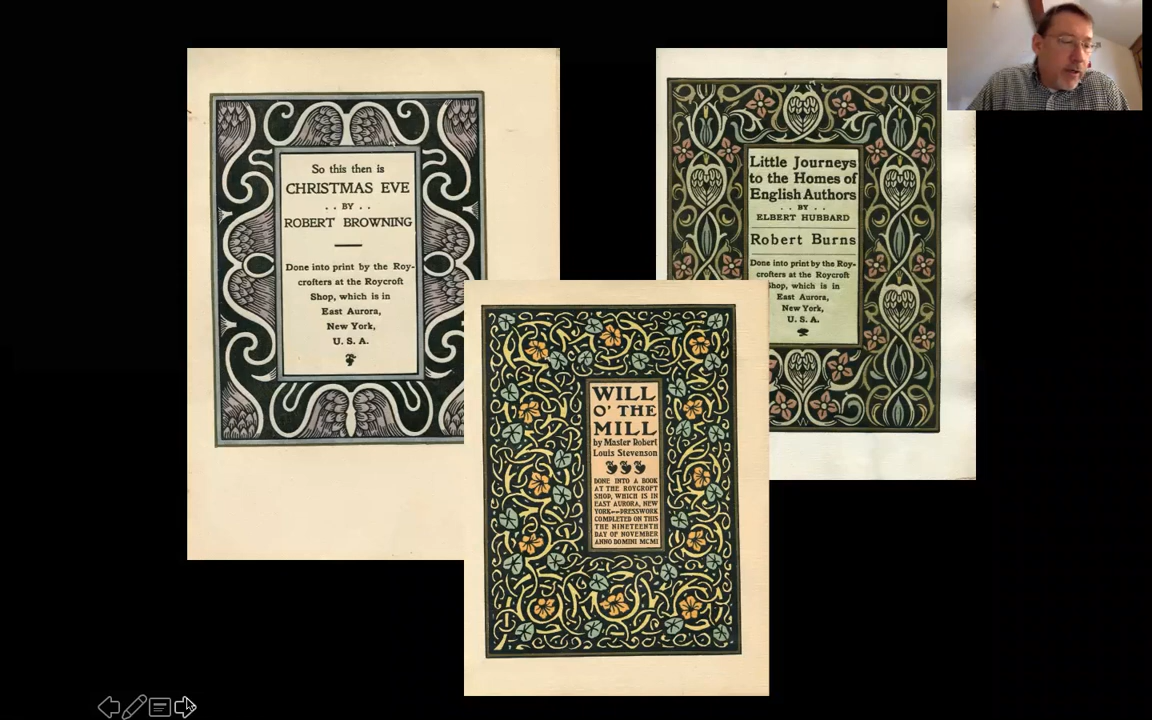 So this then is
CHRISTMAS EVE
. . BY . .
ROBERT BROWNING
Done into print by the Roy-
crofters at the Roycroft
Shop, which is in
East Aurora,
New York,
U. S. A.
Little Journeys
to the Homes of
English Authors
. . BY . .
ELBERT HUBBARD
Robert Burns
Done into print by the Roy-
crofters at the Roycroft
Shop, which is in
East Aurora,
New York,
U. S. A.
WILL
O' THE
MILL
by Master Robert
Louis Stevenson
DONE INTO A BOOK
AT THE ROYCROFT
SHOP, WHICH IS IN
EAST AURORA, NEW
YORK--PRESSWORK
COMPLETED ON THIS
THE NINETEENTH
DAY OF NOVEMBER
ANNO DOMINI MCMI